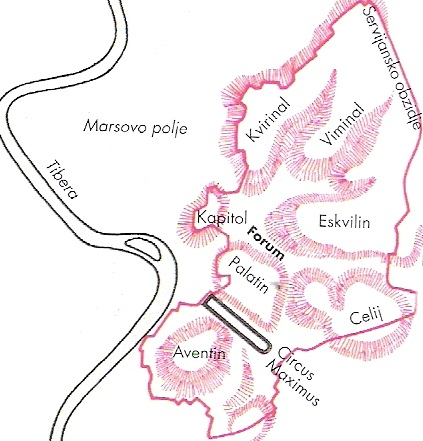 Servijansko obzidje
Kvirinal
Viminal
Marsovo polje
Tibera
Kapitol
Forum
Eskvilin
Palatin
Celij
Aventin
Circus
Maximus